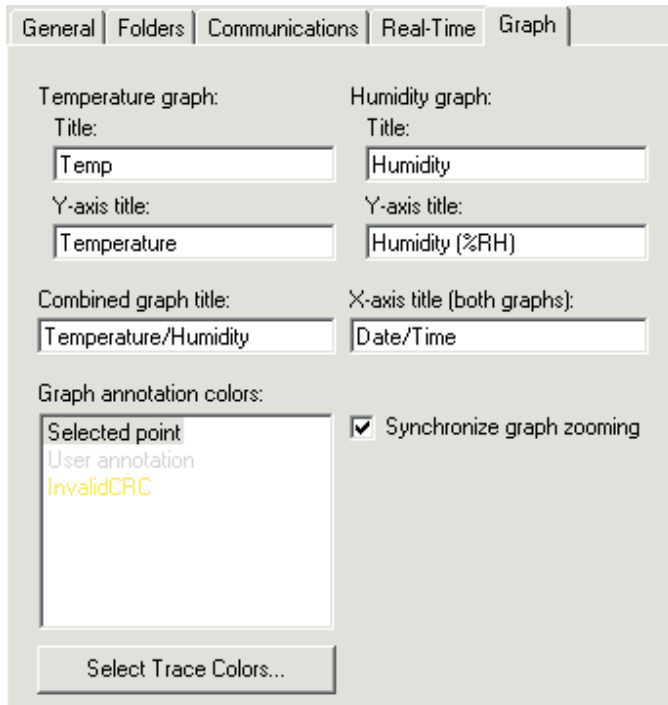 General Folders Communications Real-Time Graph
Temperature graph: Humidity graph:
Title: Title:
Temp Humidity
Y-axis title: Y-axis title:
Temperature Humidity (%RH)
Combined graph title: X-axis title (both graphs):
Temperature/Humidity Date/Time
Graph annotation colors:
Selected point Synchronize graph zooming
User annotation
InvalidCRC
Select Trace Colors...